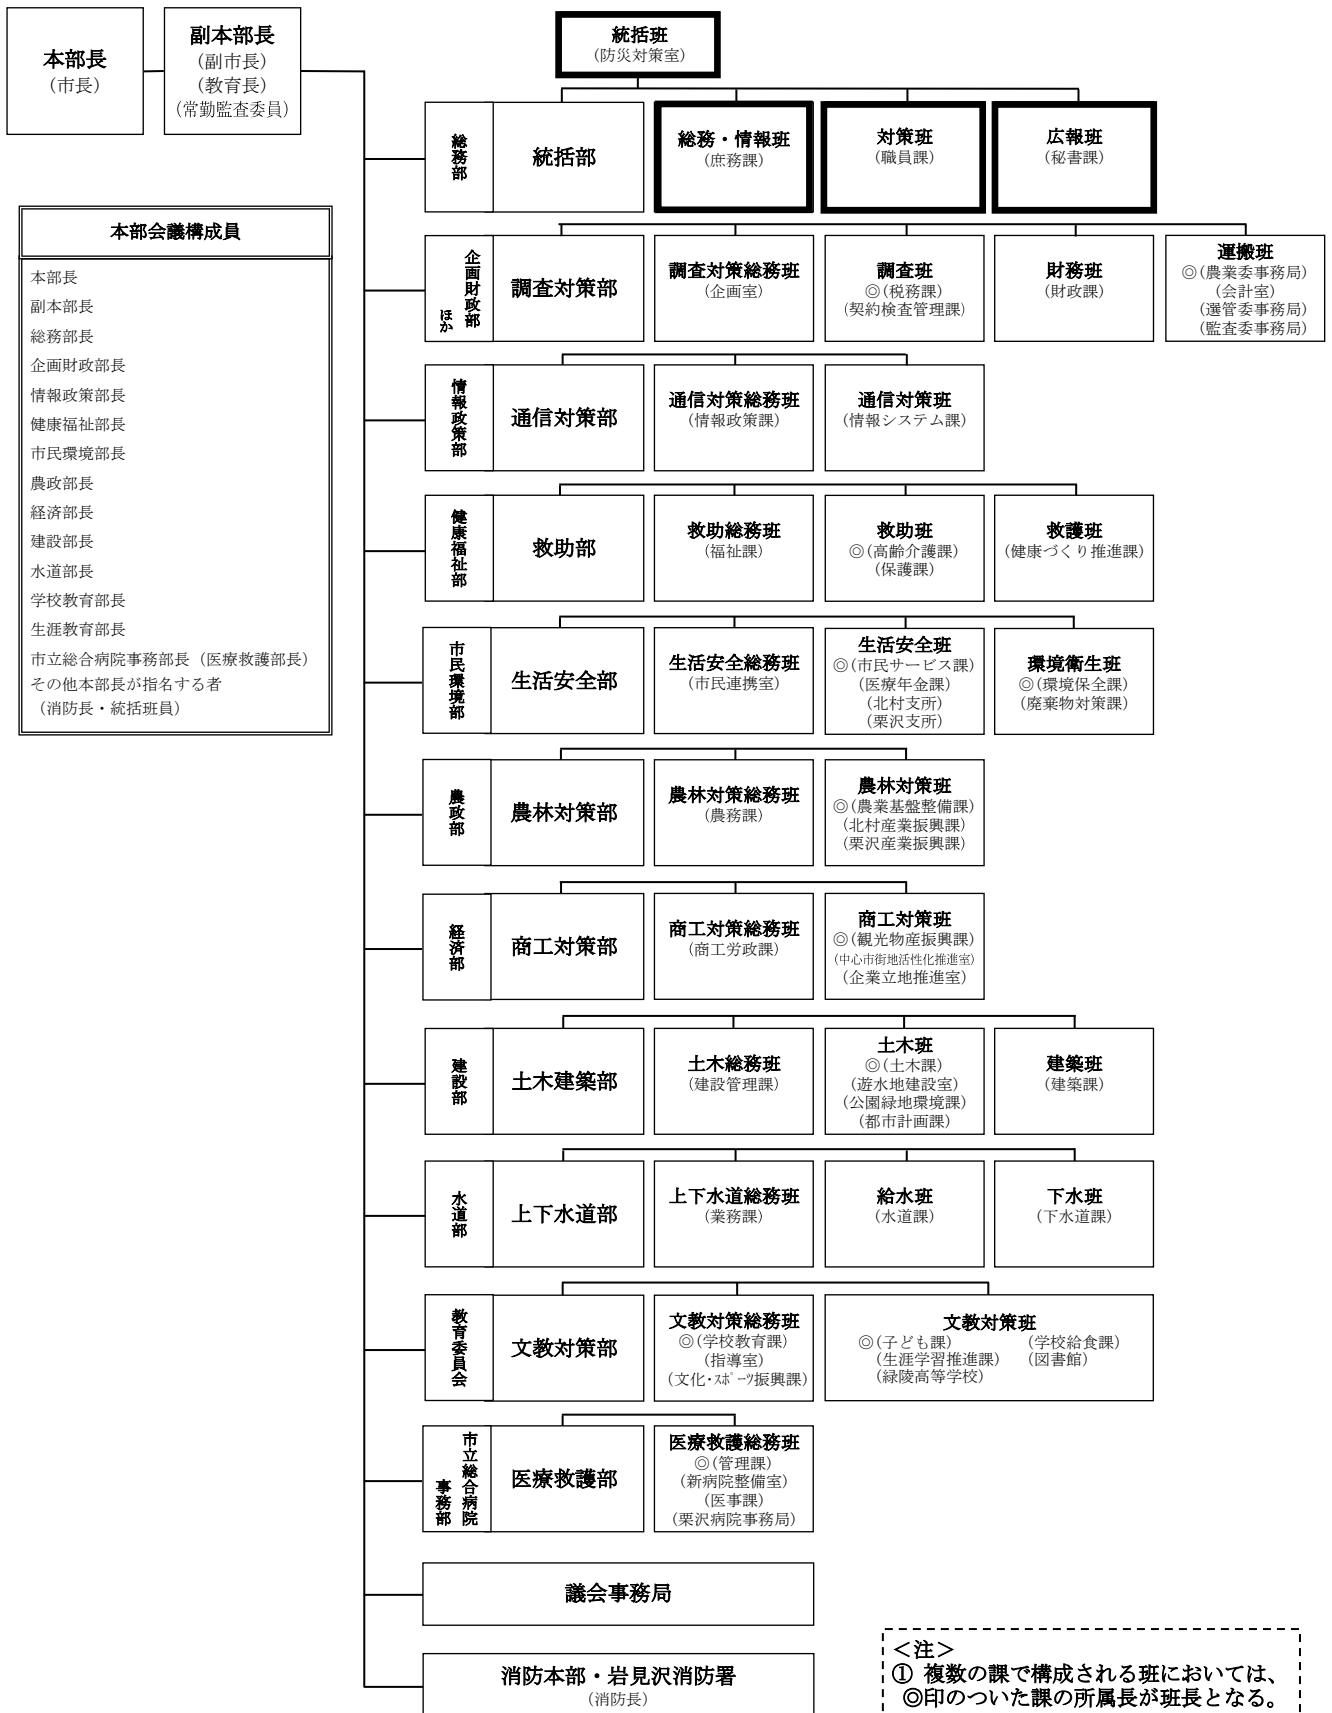 本部長
(市長)
副本部長
(副市長)
(教育長)
(常勤監査委員)
統括班
(防災対策室)
総務部
統括部
総務・情報班
(庶務課)
対策班
(職員課)
広報班
(秘書課)
本部会議構成員
本部長
副本部長
総務部長
企画財政部長
情報政策部長
健康福祉部長
市民環境部長
農政部長
経済部長
建設部長
水道部長
学校教育部長
生涯教育部長
市立総合病院事務部長（医療救護部長）
その他本部長が指名する者
（消防長・統括班員）
企画財政部
ほか
調査対策部
調査対策総務班
(企画室)
調査班
◎(税務課)
(契約検査管理課)
財務班
(財政課)
運搬班
◎(農業委事務局)
(会計室)
(選管委事務局)
(監査委事務局)
情報政策部
通信対策部
通信対策総務班
(情報政策課)
通信対策班
(情報システム課)
健康福祉部
救助部
救助総務班
(福祉課)
救助班
◎(高齢介護課)
(保護課)
救護班
(健康づくり推進課)
市民環境部
生活安全部
生活安全総務班
(市民連携室)
生活安全班
◎(市民サービス課)
(医療年金課)
(北村支所)
(栗沢支所)
環境衛生班
◎(環境保全課)
(廃棄物対策課)
農政部
農林対策部
農林対策総務班
(農務課)
農林対策班
◎(農業基盤整備課)
(北村産業振興課)
(栗沢産業振興課)
経済部
商工対策部
商工対策総務班
(商工労政課)
商工対策班
◎(観光物産振興課)
(中心市街地活性化推進室)
(企業立地推進室)
建設部
土木建築部
土木総務班
(建設管理課)
土木班
◎(土木課)
(遊水地建設室)
(公園緑地環境課)
(都市計画課)
建築班
(建築課)
水道部
上下水道部
上下水道総務班
(業務課)
給水班
(水道課)
下水班
(下水道課)
教育委員会
文教対策部
文教対策総務班
◎(学校教育課)
(指導室)
(文化・ｽﾎﾟｰﾂ振興課)
文教対策班
◎(子ども課) (学校給食課)
(生涯学習推進課) (図書館)
(緑陵高等学校)
市立総合病院
事務部
医療救護部
医療救護総務班
◎(管理課)
(新病院整備室)
(医事課)
(栗沢病院事務局)
議会事務局
消防本部・岩見沢消防署
(消防長)
＜注＞
① 複数の課で構成される班においては、
◎印のついた課の所属長が班長となる。